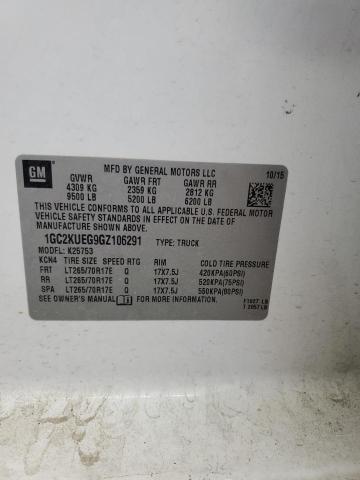 GM
MFD BY GENERAL MOTORS LLC
10/15
GVWR GAWR FRT GAWR RR
4309 KG 2359 KG 2812 KG
9500 LB 5200 LB 6200 LB
THIS VEHICLE CONFORMS TO ALL APPLICABLE U.S. FEDERAL MOTOR
VEHICLE SAFETY STANDARDS IN EFFECT ON THE DATE OF
MANUFACTURE SHOWN ABOVE.
1GC2KUEG9GZ106291 TYPE: TRUCK
MODEL: K25753
KCN4 TIRE SIZE SPEED RTG RIM COLD TIRE PRESSURE
FRT LT265/70R17E Q 17X7.5J 420KPA(60PSI)
RR LT265/70R17E Q 17X7.5J 520KPA(75PSI)
SPA LT265/70R17E Q 17X7.5J 550KPA(80PSI)
SEE OWNER'S MANUAL FOR MORE INFORMATION.